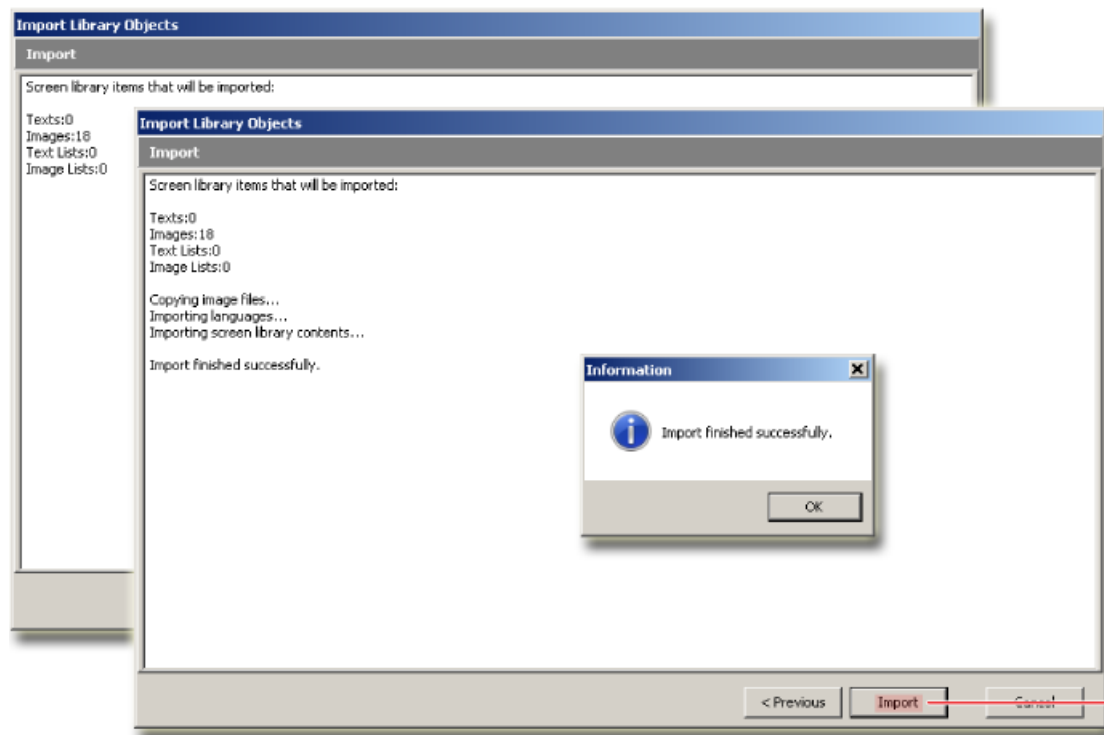 Import Library Objects
Import
Screen library items that will be imported:
Texts:0
Images:18
Text Lists:0
Image Lists:0
Import Library Objects
Import
Screen library items that will be imported:
Texts:0
Images:18
Text Lists:0
Image Lists:0
Copying image files...
Importing languages...
Importing screen library contents...
Import finished successfully.
Information
Import finished successfully.
OK
< Previous
Import
Cancel